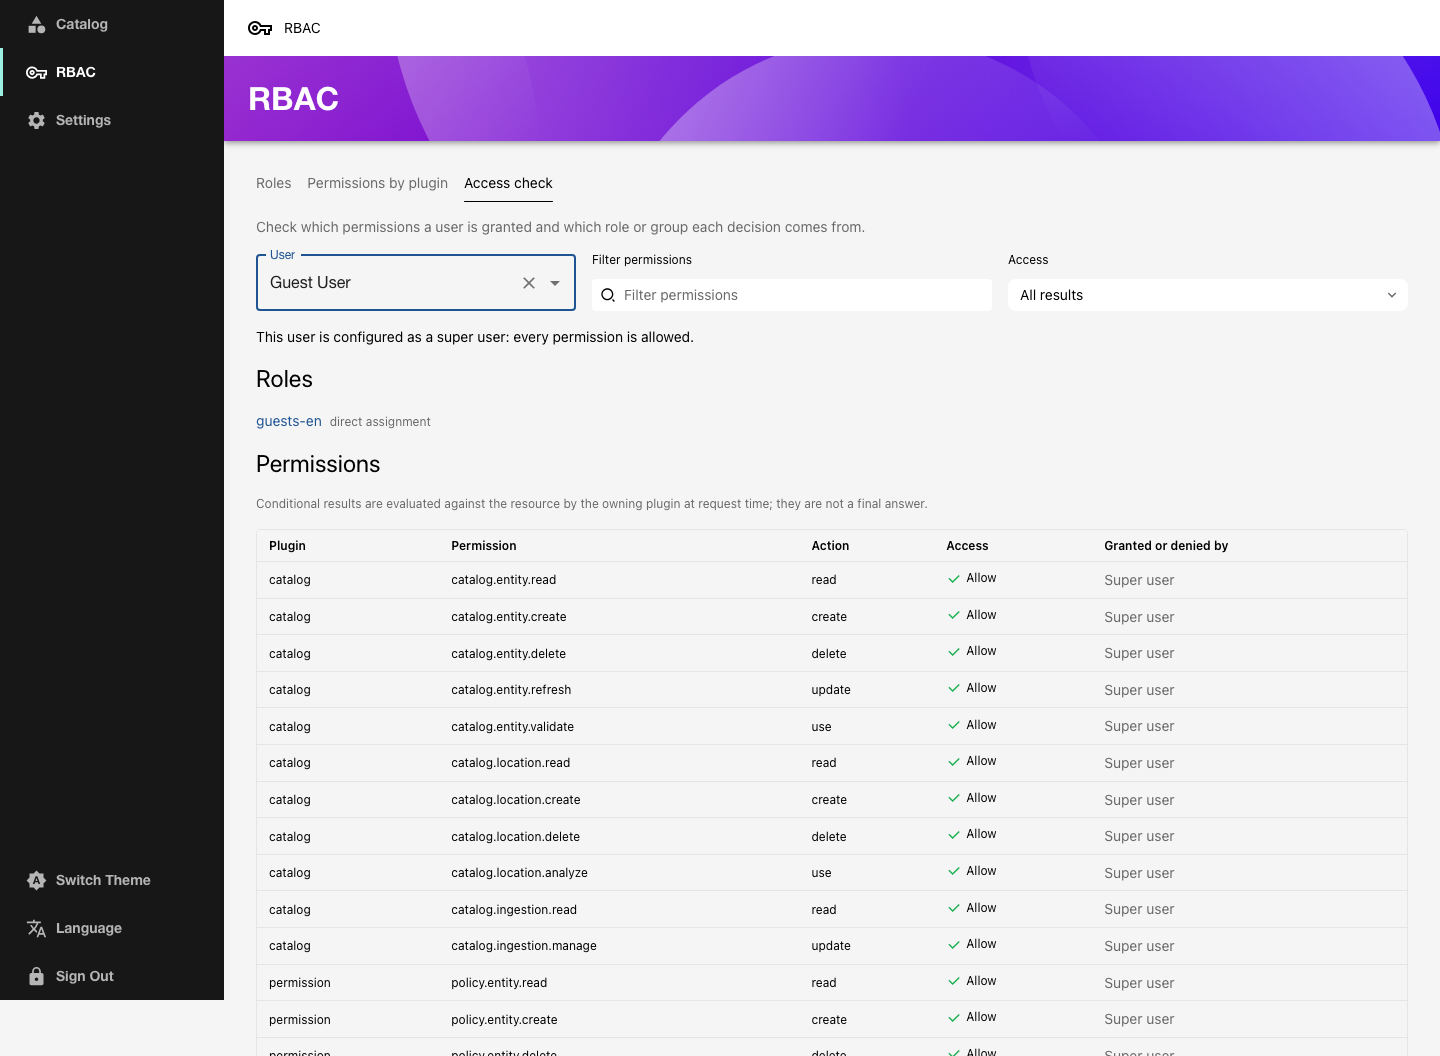 Catalog
RBAC
Settings
Switch Theme
Language
Sign Out
RBAC
RBAC
Roles Permissions by plugin Access check
Check which permissions a user is granted and which role or group each decision comes from.
User
Guest User
Filter permissions
Filter permissions
Access
All results
This user is configured as a super user: every permission is allowed.
Roles
guests-en direct assignment
Permissions
Conditional results are evaluated against the resource by the owning plugin at request time; they are not a final answer.
Plugin Permission Action Access Granted or denied by
catalog catalog.entity.read read Allow Super user
catalog catalog.entity.create create Allow Super user
catalog catalog.entity.delete delete Allow Super user
catalog catalog.entity.refresh update Allow Super user
catalog catalog.entity.validate use Allow Super user
catalog catalog.location.read read Allow Super user
catalog catalog.location.create create Allow Super user
catalog catalog.location.delete delete Allow Super user
catalog catalog.location.analyze use Allow Super user
catalog catalog.ingestion.read read Allow Super user
catalog catalog.ingestion.manage update Allow Super user
permission policy.entity.read read Allow Super user
permission policy.entity.create create Allow Super user
permission policy.entity.delete delete Allow Super user